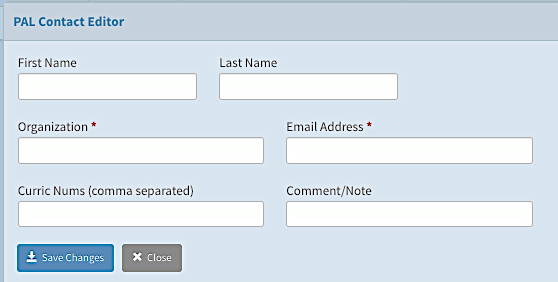 PAL Contact Editor
First Name Last Name
Organization * Email Address *
Curric Nums (comma separated) Comment/Note
Save Changes Close